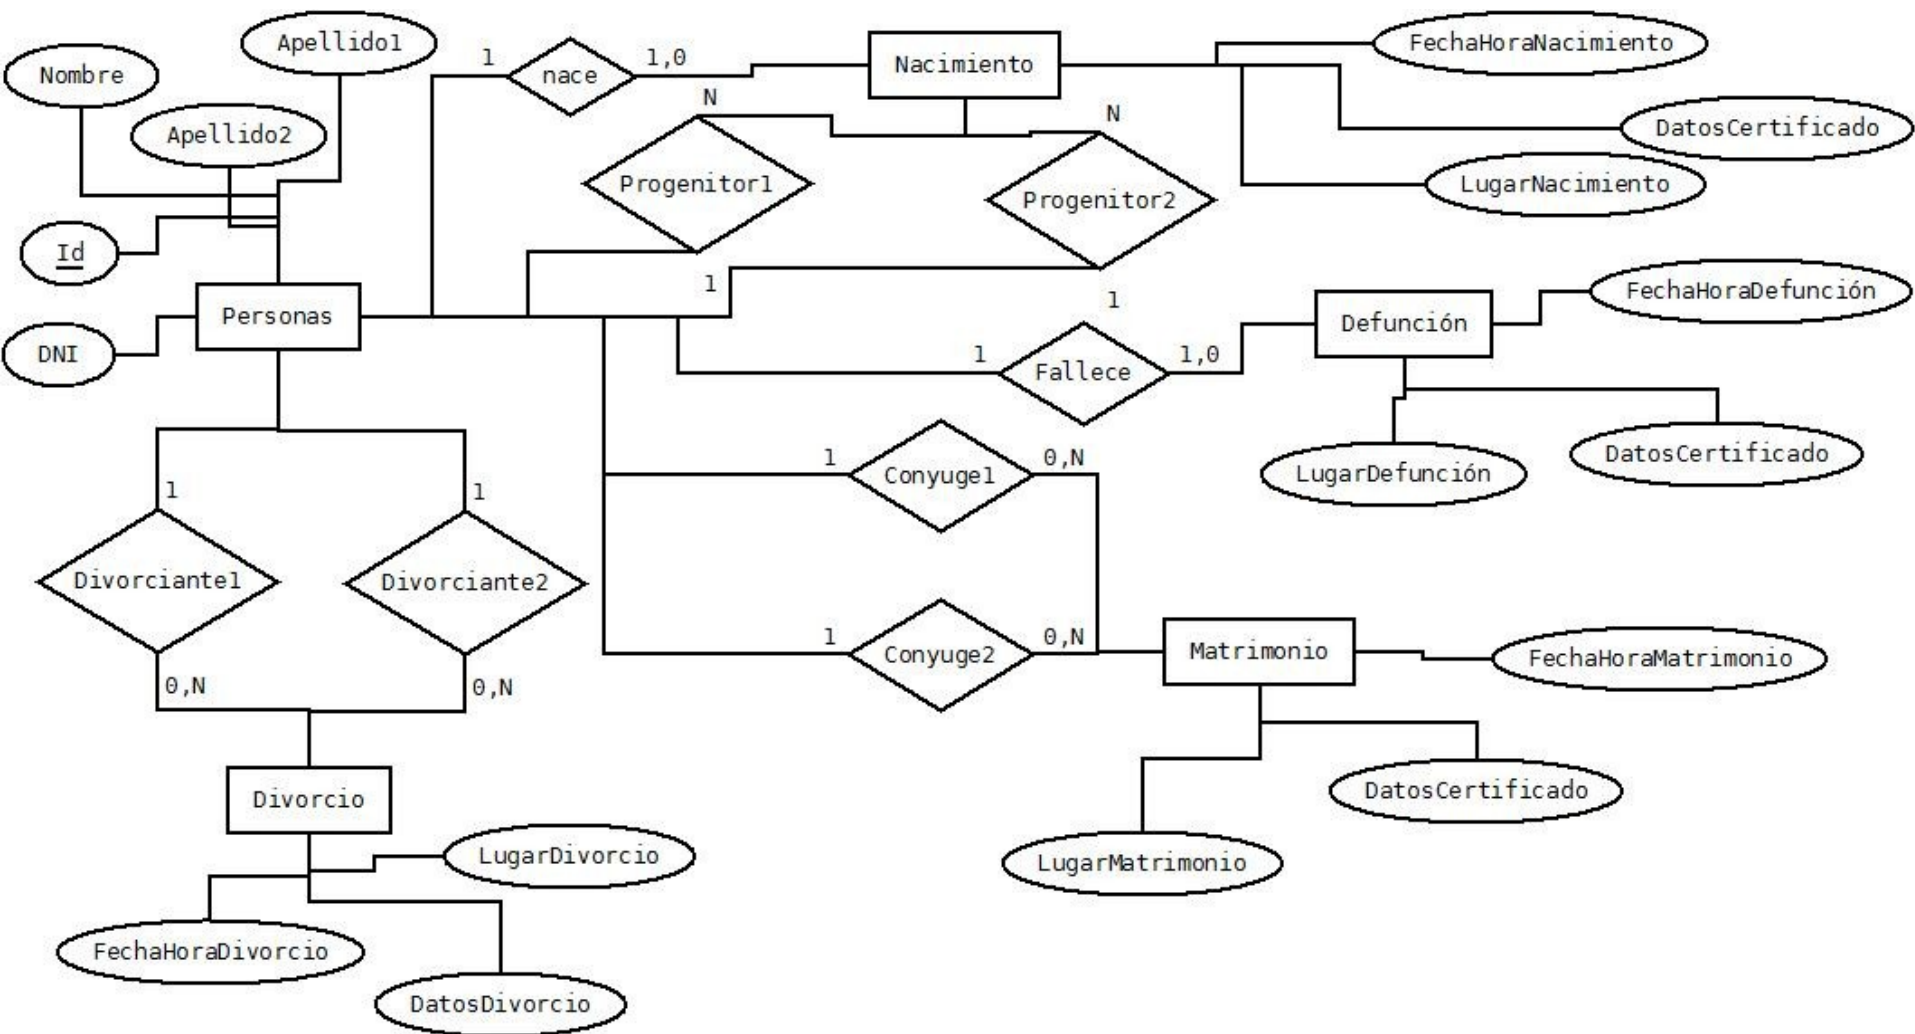 Apellido1
Nombre
Apellido2
Id
DNI
Personas
1
nace
1,0
Nacimiento
FechaHoraNacimiento
DatosCertificado
LugarNacimiento
N
N
Progenitor1
Progenitor2
1
1
1
Fallece
1,0
Defunción
FechaHoraDefunción
LugarDefunción
DatosCertificado
1
Conyuge1
0,N
1
Conyuge2
0,N
Matrimonio
FechaHoraMatrimonio
DatosCertificado
LugarMatrimonio
1
1
Divorciante1
Divorciante2
0,N
0,N
Divorcio
LugarDivorcio
FechaHoraDivorcio
DatosDivorcio